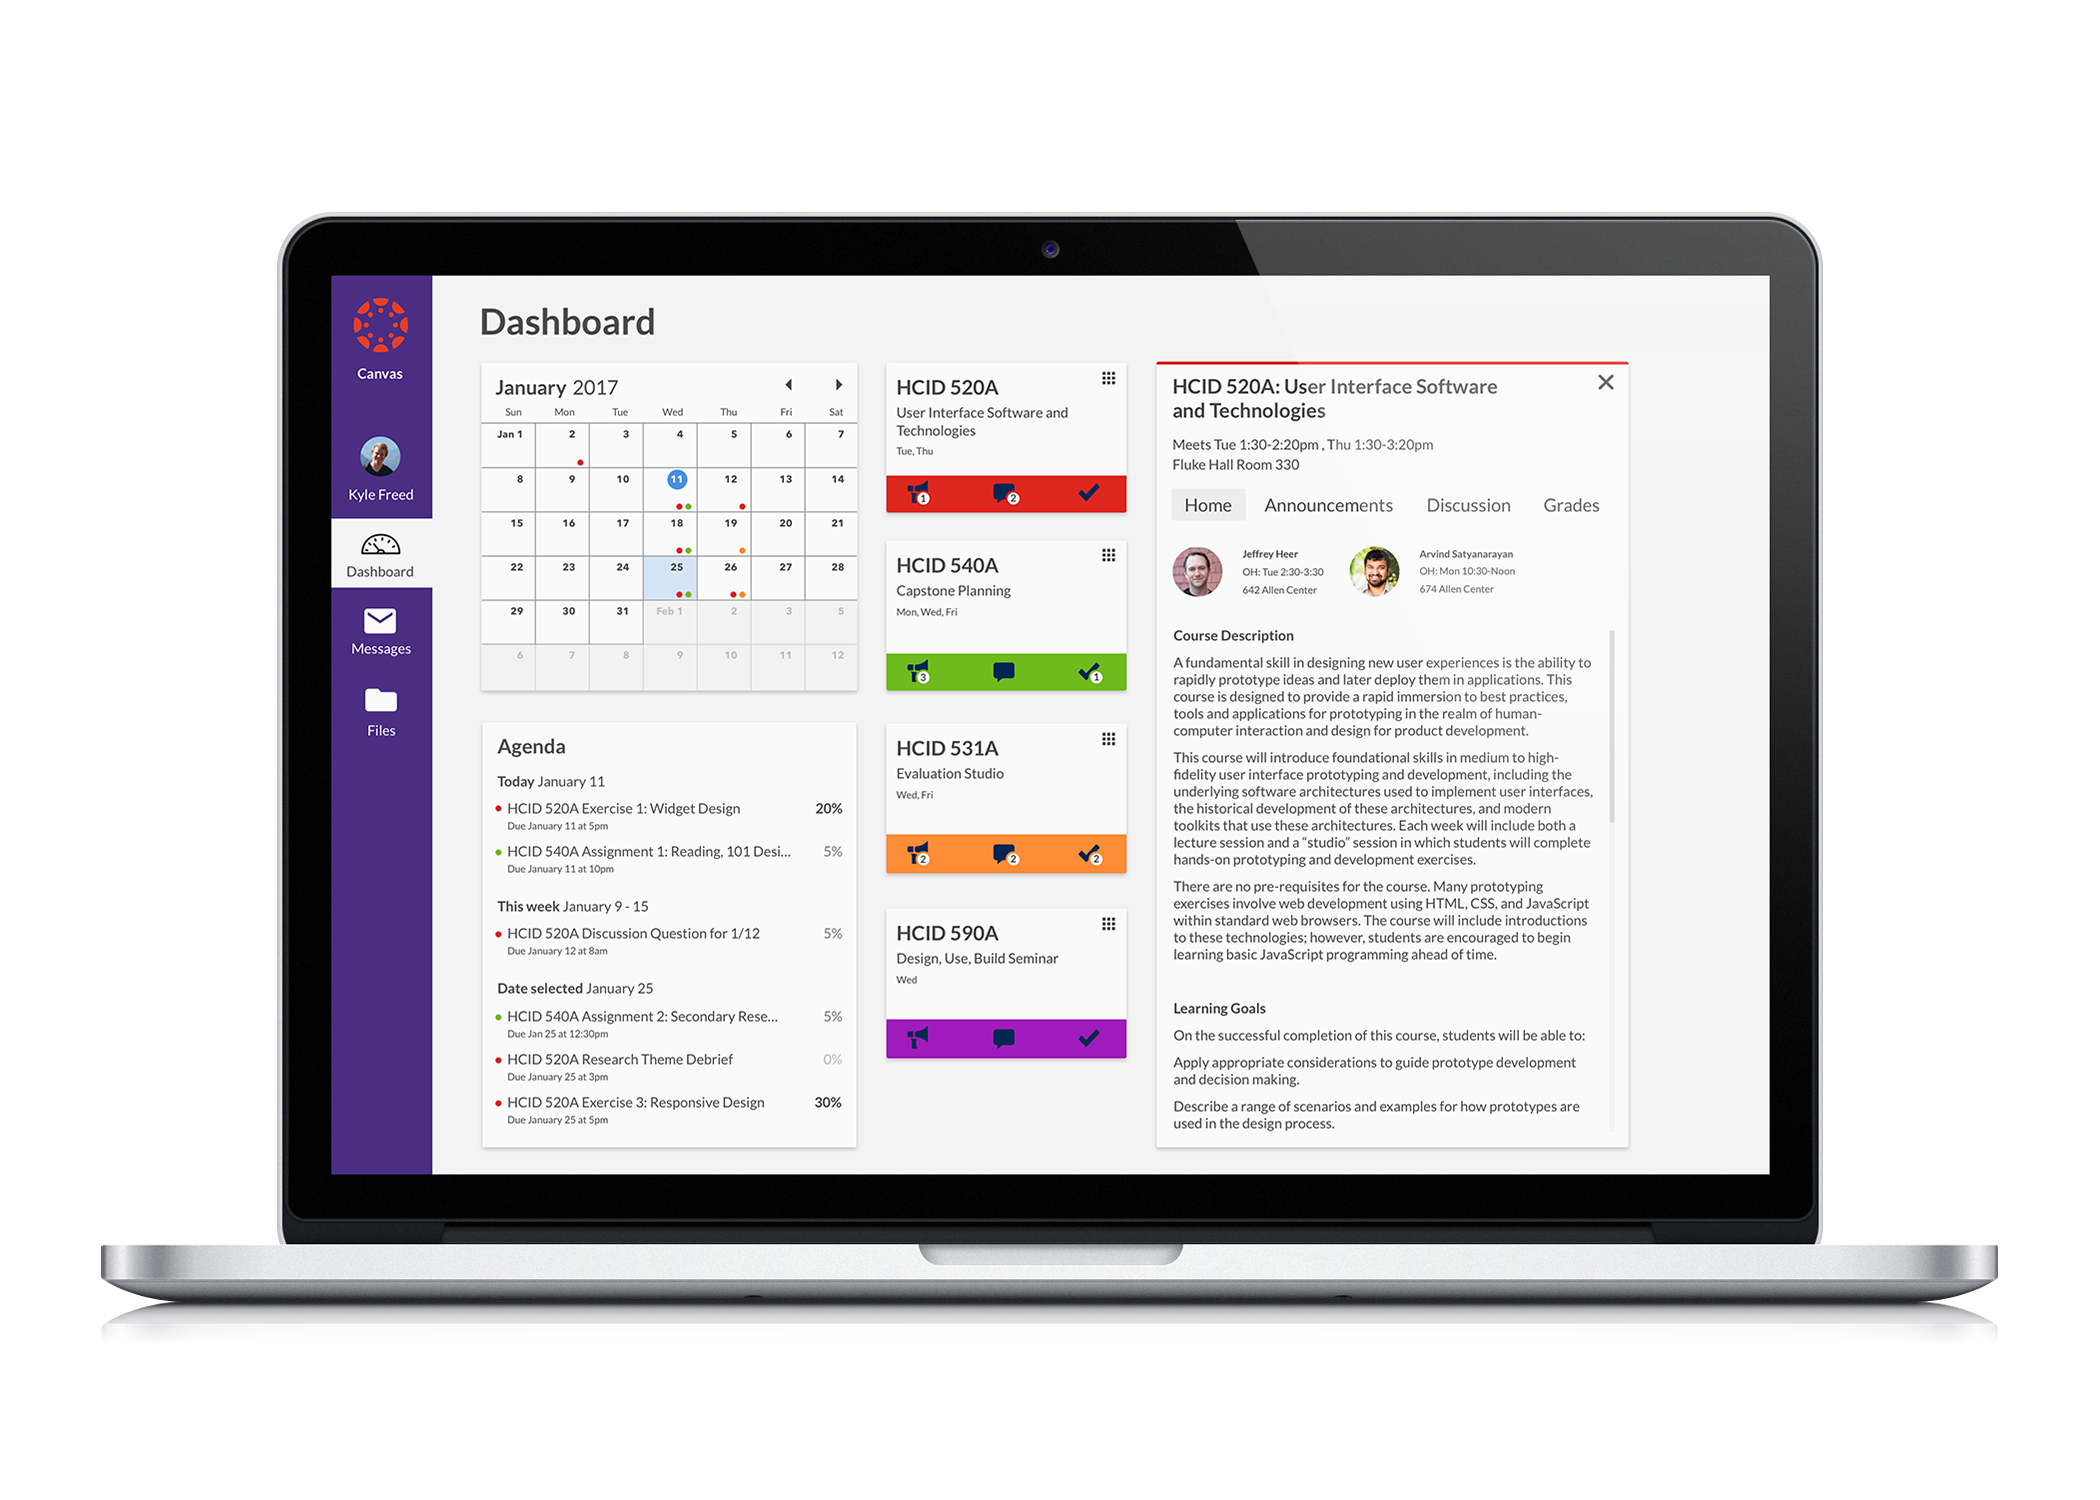 Canvas
Kyle Freed
Dashboard
Messages
Files
Dashboard
January 2017
Sun Mon Tue Wed Thu Fri Sat
Jan 1 2 3 4 5 6 7
8 9 10 11 12 13 14
15 16 17 18 19 20 21
22 23 24 25 26 27 28
29 30 31 Feb 1 2 3 5
6 7 8 9 10 11 12
Agenda
Today January 11
HCID 520A Exercise 1: Widget Design 20%
Due January 11 at 5pm
HCID 540A Assignment 1: Reading, 101 Desi... 5%
Due January 11 at 10pm
This week January 9 - 15
HCID 520A Discussion Question for 1/12 5%
Due January 12 at 8am
Date selected January 25
HCID 540A Assignment 2: Secondary Rese... 5%
Due Jan 25 at 12:30pm
HCID 520A Research Theme Debrief 0%
Due January 25 at 3pm
HCID 520A Exercise 3: Responsive Design 30%
Due January 25 at 5pm
HCID 520A
User Interface Software and
Technologies
Tue, Thu
1 2
HCID 540A
Capstone Planning
Mon, Wed, Fri
3 1
HCID 531A
Evaluation Studio
Wed, Fri
2 2 2
HCID 590A
Design, Use, Build Seminar
Wed
HCID 520A: User Interface Software
and Technologies
Meets Tue 1:30-2:20pm , Thu 1:30-3:20pm
Fluke Hall Room 330
Home Announcements Discussion Grades
Jeffrey Heer
OH: Tue 2:30-3:30
642 Allen Center
Arvind Satyanarayan
OH: Mon 10:30-Noon
674 Allen Center
Course Description
A fundamental skill in designing new user experiences is the ability to
rapidly prototype ideas and later deploy them in applications. This
course is designed to provide a rapid immersion to best practices,
tools and applications for prototyping in the realm of human-
computer interaction and design for product development.
This course will introduce foundational skills in medium to high-
fidelity user interface prototyping and development, including the
underlying software architectures used to implement user interfaces,
the historical development of these architectures, and modern
toolkits that use these architectures. Each week will include both a
lecture session and a “studio” session in which students will complete
hands-on prototyping and development exercises.
There are no pre-requisites for the course. Many prototyping
exercises involve web development using HTML, CSS, and JavaScript
within standard web browsers. The course will include introductions
to these technologies; however, students are encouraged to begin
learning basic JavaScript programming ahead of time.
Learning Goals
On the successful completion of this course, students will be able to:
Apply appropriate considerations to guide prototype development
and decision making.
Describe a range of scenarios and examples for how prototypes are
used in the design process.